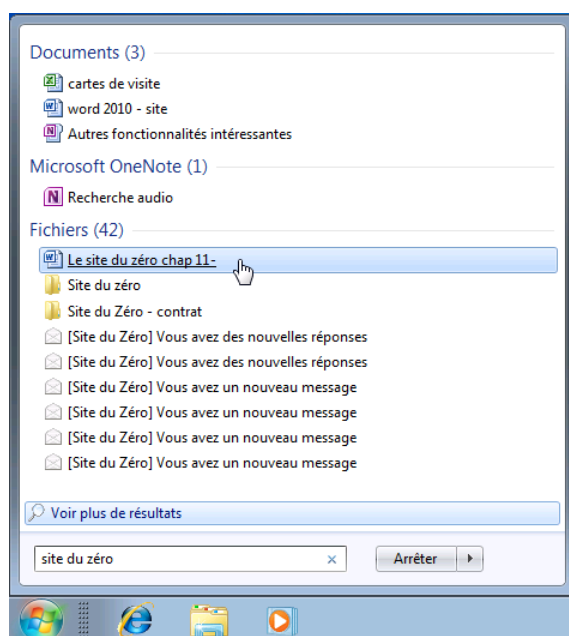 Documents (3)
cartes de visite
word 2010 - site
Autres fonctionnalités intéressantes
Microsoft OneNote (1)
Recherche audio
Fichiers (42)
Le site du zéro chap 11-
Site du zéro
Site du Zéro - contrat
[Site du Zéro] Vous avez des nouvelles réponses
[Site du Zéro] Vous avez des nouvelles réponses
[Site du Zéro] Vous avez un nouveau message
[Site du Zéro] Vous avez un nouveau message
[Site du Zéro] Vous avez un nouveau message
[Site du Zéro] Vous avez un nouveau message
Voir plus de résultats
site du zéro
Arrêter